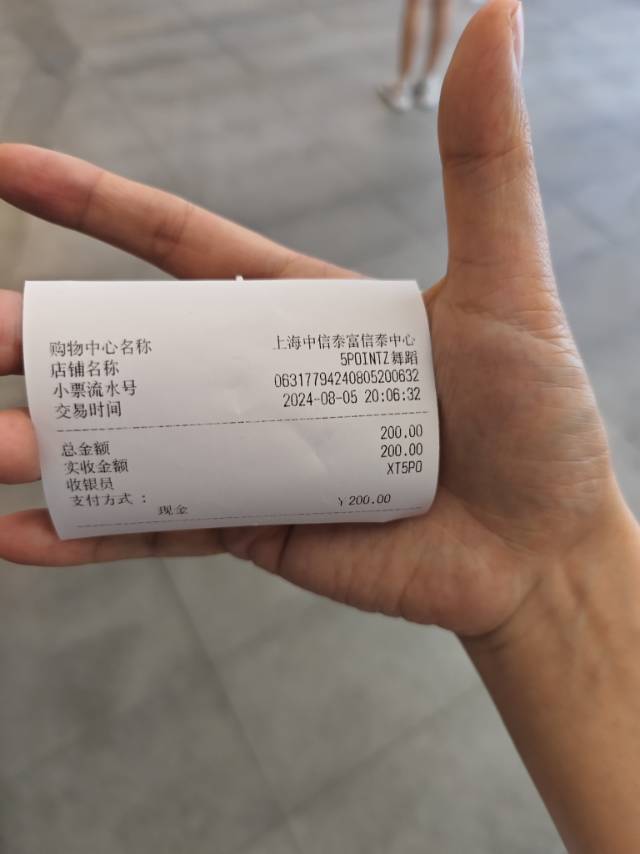 购物中心名称 上海中信泰富信泰中心
店铺名称 5POINTZ舞蹈
小票流水号 06317794240805200632
交易时间 2024-08-05 20:06:32
总金额 200.00
实收金额 200.00
收银员 XT5PO
支付方式：
现金 ￥200.00